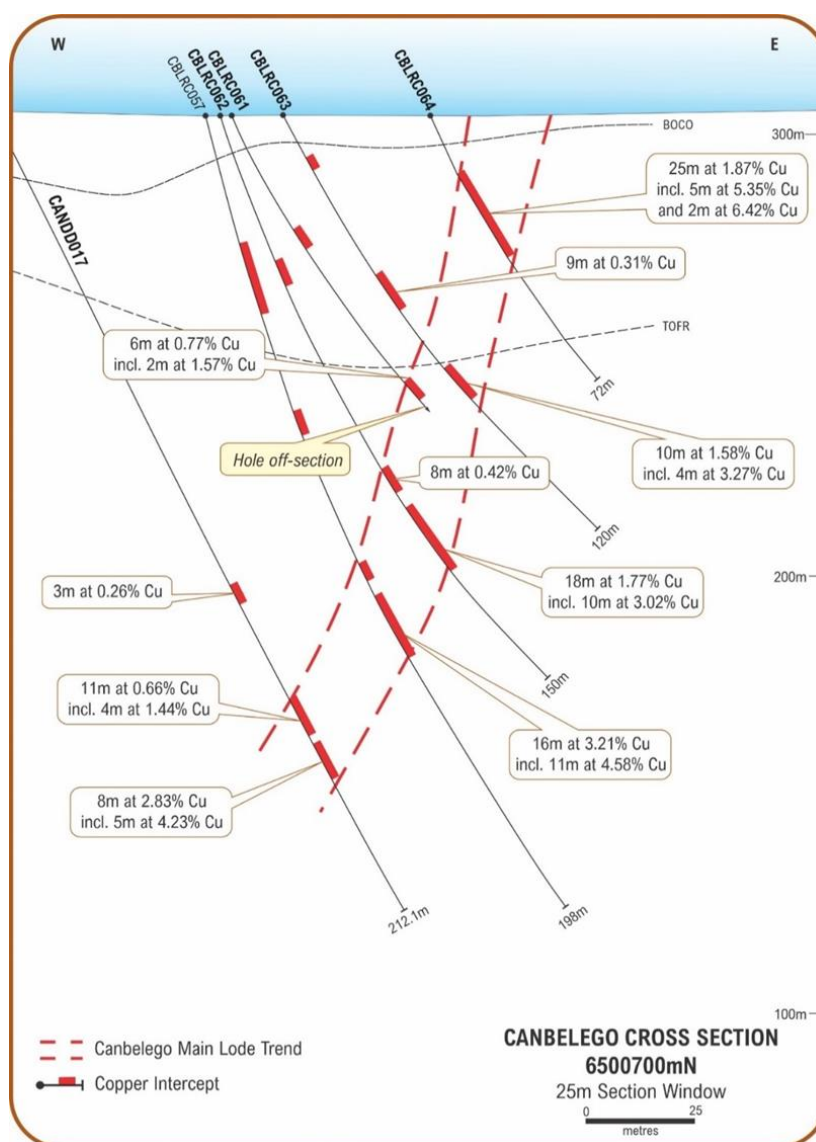 W
E
CBLRC057
CBLRC062
CBLRC061
CBLRC063
CBLRC064
BOCO
300m
25m at 1.87% Cu
incl. 5m at 5.35% Cu
and 2m at 6.42% Cu
CANDD017
9m at 0.31% Cu
TOFR
6m at 0.77% Cu
incl. 2m at 1.57% Cu
72m
Hole off-section
10m at 1.58% Cu
incl. 4m at 3.27% Cu
8m at 0.42% Cu
120m
200m
3m at 0.26% Cu
18m at 1.77% Cu
incl. 10m at 3.02% Cu
150m
11m at 0.66% Cu
incl. 4m at 1.44% Cu
16m at 3.21% Cu
incl. 11m at 4.58% Cu
8m at 2.83% Cu
incl. 5m at 4.23% Cu
212.1m
198m
100m
Canbelego Main Lode Trend
Copper Intercept
CANBELEGO CROSS SECTION
6500700mN
25m Section Window
0 25
metres